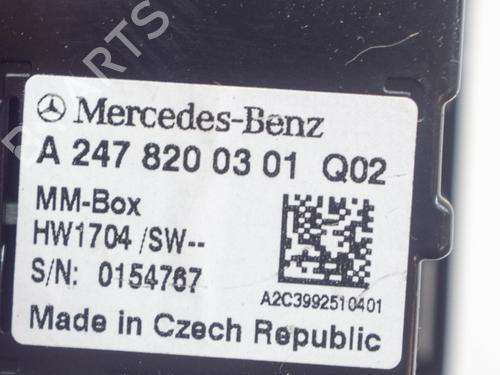 Mercedes-Benz
A 247 820 03 01 Q02
MM-Box
HW1704 /SW--
S/N: 0154767
A2C3992510401
Made in Czech Republic